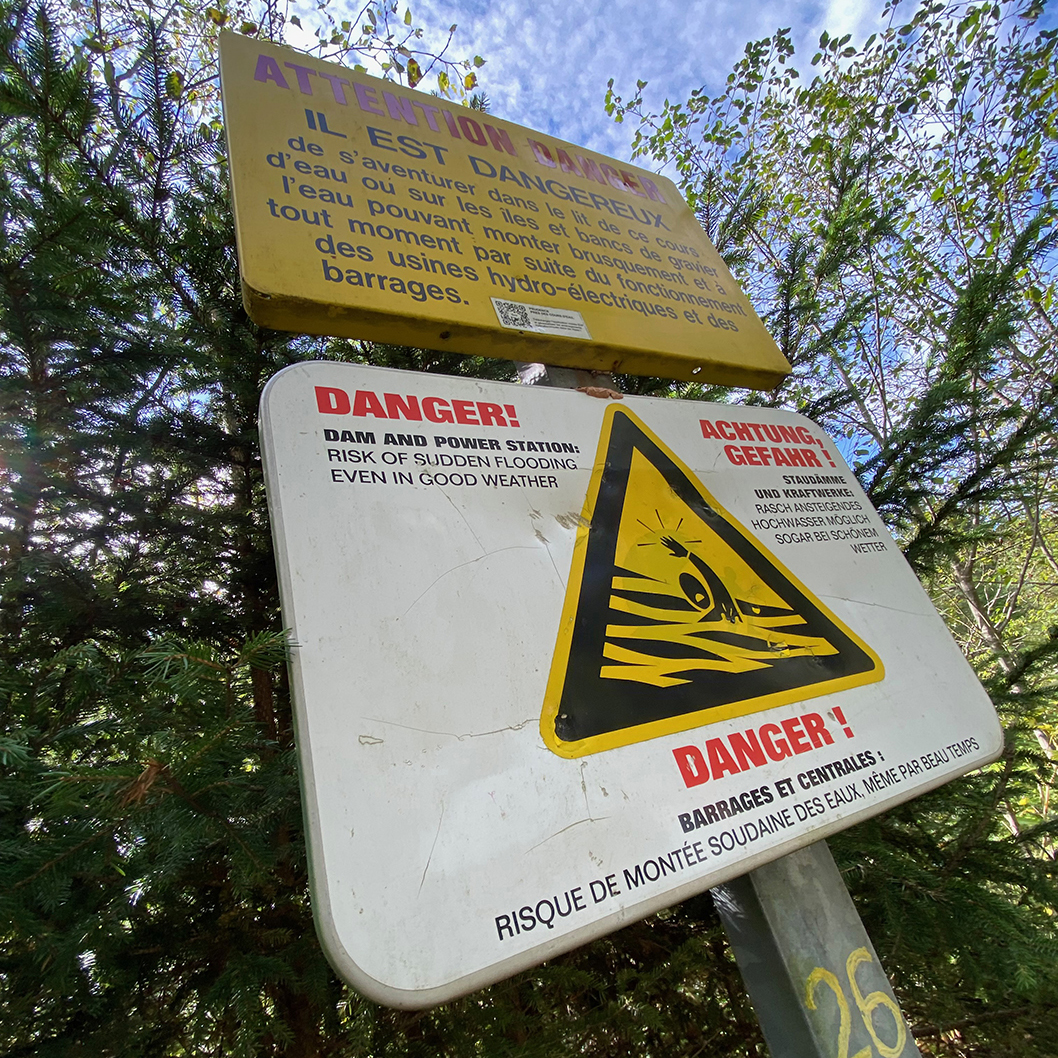 ATTENTION DANGER
IL EST DANGEREUX
de s'aventurer dans le lit de ce cours
d'eau ou sur les îles et bancs de gravier
l'eau pouvant monter brusquement et à
tout moment par suite du fonctionnement
des usines hydro-électriques et des
barrages.
DANGER!
DAM AND POWER STATION:
RISK OF SUDDEN FLOODING
EVEN IN GOOD WEATHER
ACHTUNG,
GEFAHR !
STAUDÄMME
UND KRAFTWERKE:
RASCH ANSTEIGENDES
HOCHWASSER MÖGLICH
SOGAR BEI SCHÖNEM
WETTER
DANGER !
BARRAGES ET CENTRALES :
RISQUE DE MONTÉE SOUDAINE DES EAUX, MÊME PAR BEAU TEMPS
26